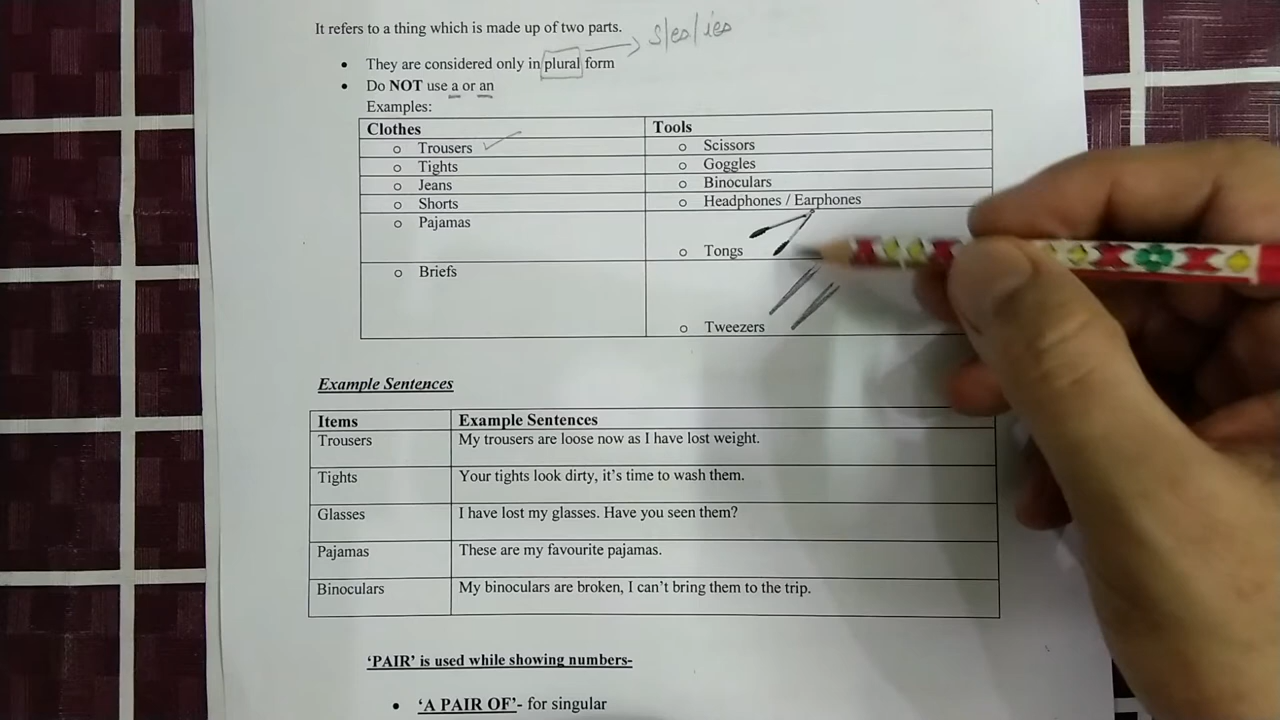 It refers to a thing which is made up of two parts.
s/es/ies
• They are considered only in plural form
• Do NOT use a or an
Examples:
Clothes Tools
o Trousers o Scissors
o Tights o Goggles
o Jeans o Binoculars
o Shorts o Headphones / Earphones
o Pajamas o Tongs
o Briefs o Tweezers
Example Sentences
Items Example Sentences
Trousers My trousers are loose now as I have lost weight.
Tights Your tights look dirty, it's time to wash them.
Glasses I have lost my glasses. Have you seen them?
Pajamas These are my favourite pajamas.
Binoculars My binoculars are broken, I can't bring them to the trip.
‘PAIR’ is used while showing numbers-
• ‘A PAIR OF’- for singular